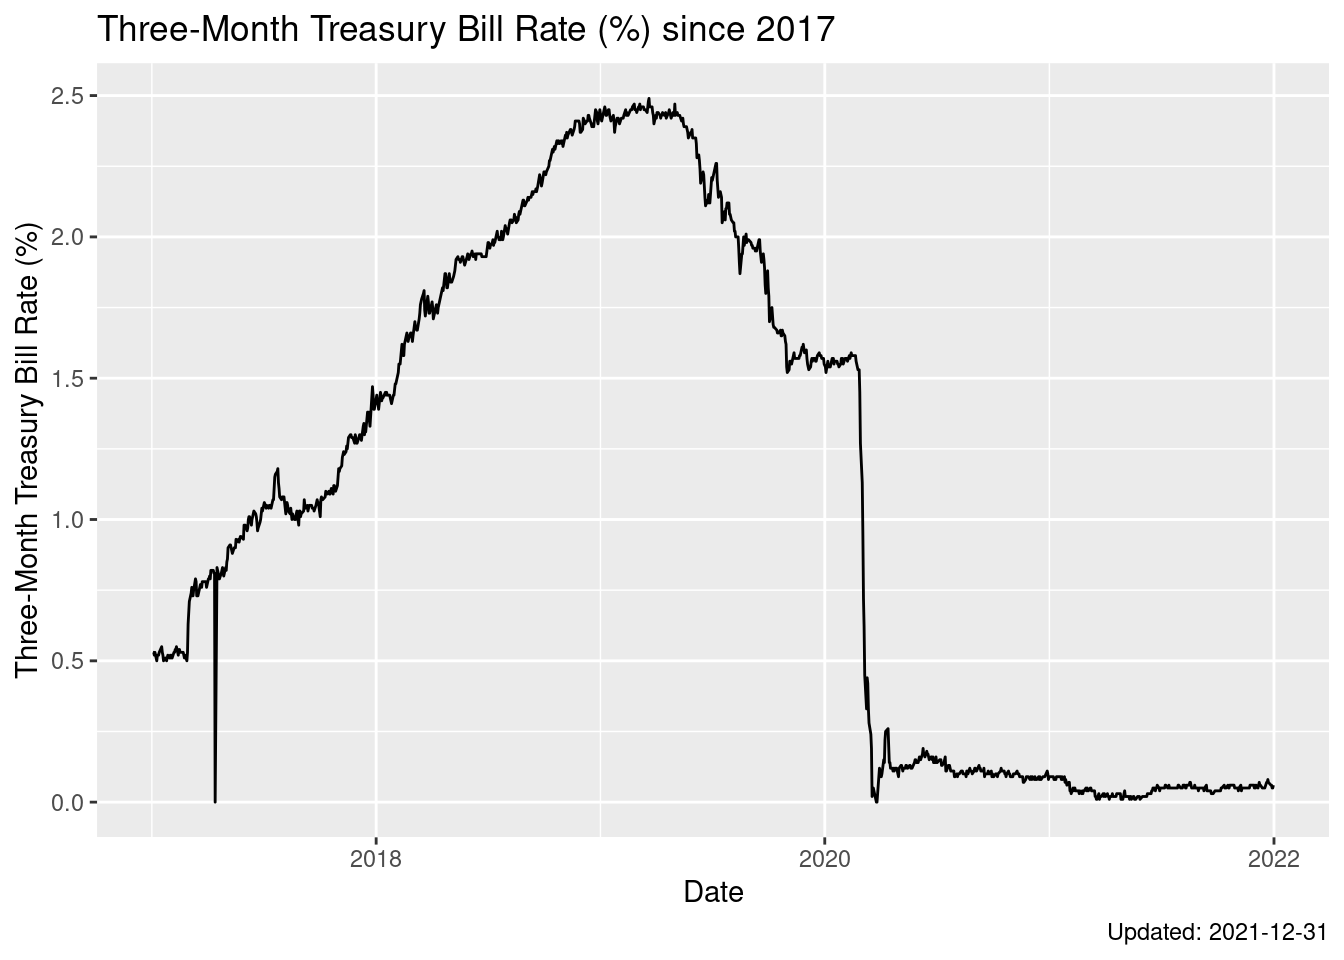 Three-Month Treasury Bill Rate (%) since 2017
Three-Month Treasury Bill Rate (%)
2.5
2.0
1.5
1.0
0.5
0.0
2018
2020
2022
Date
Updated: 2021-12-31